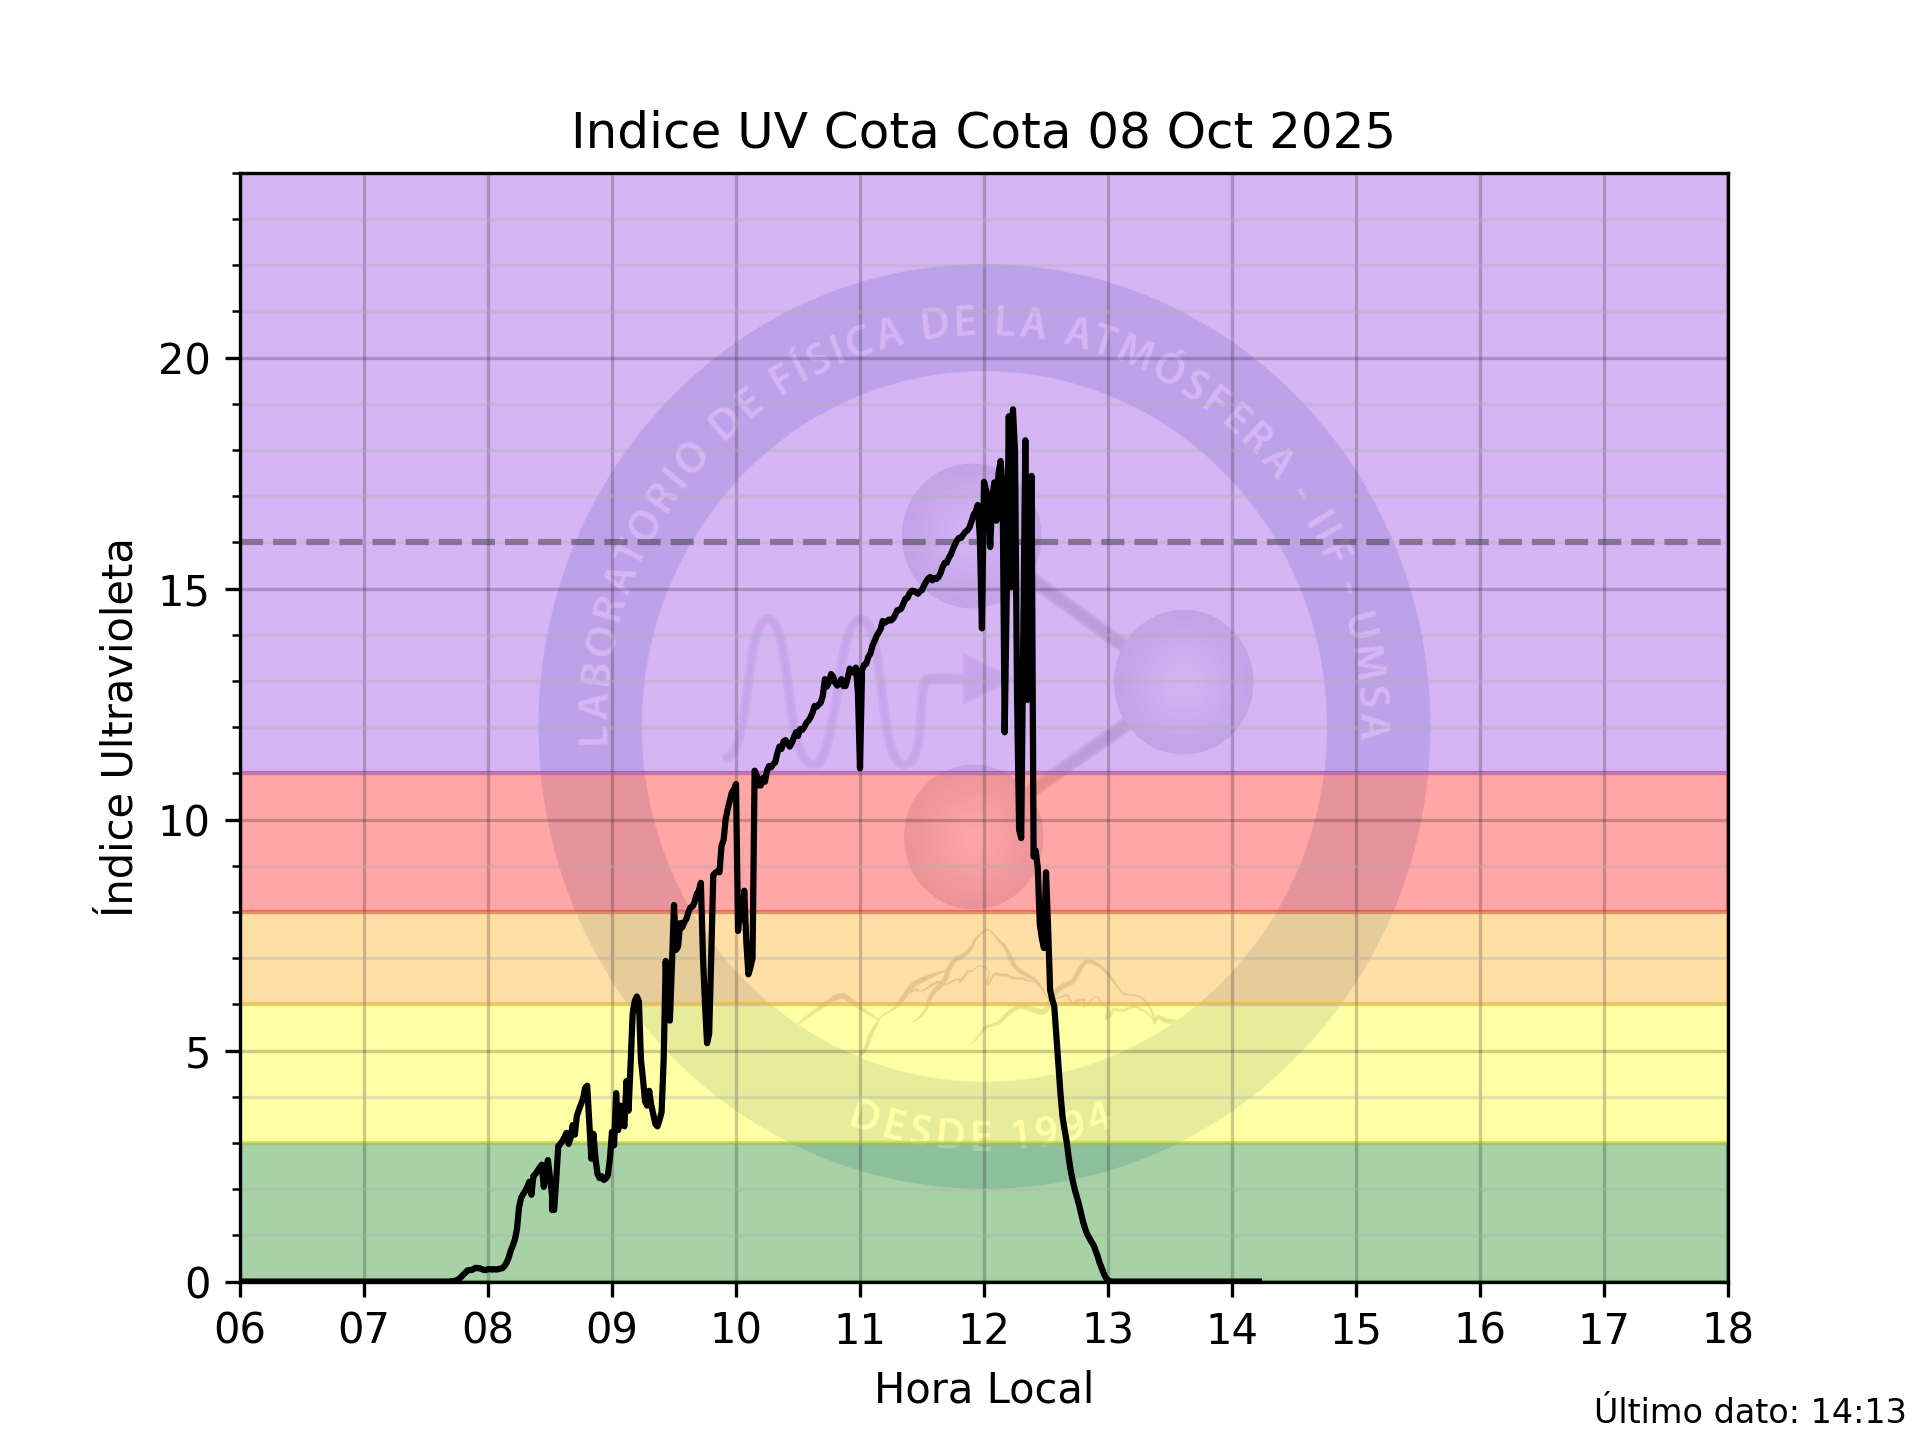 Indice UV Cota Cota 08 Oct 2025
LABORATORIO DE FÍSICA DE LA ATMÓSFERA - IIF - UMSA
DESDE 1994
Índice Ultravioleta
20
15
10
5
0
06 07 08 09 10 11 12 13 14 15 16 17 18
Hora Local
Último dato: 14:13